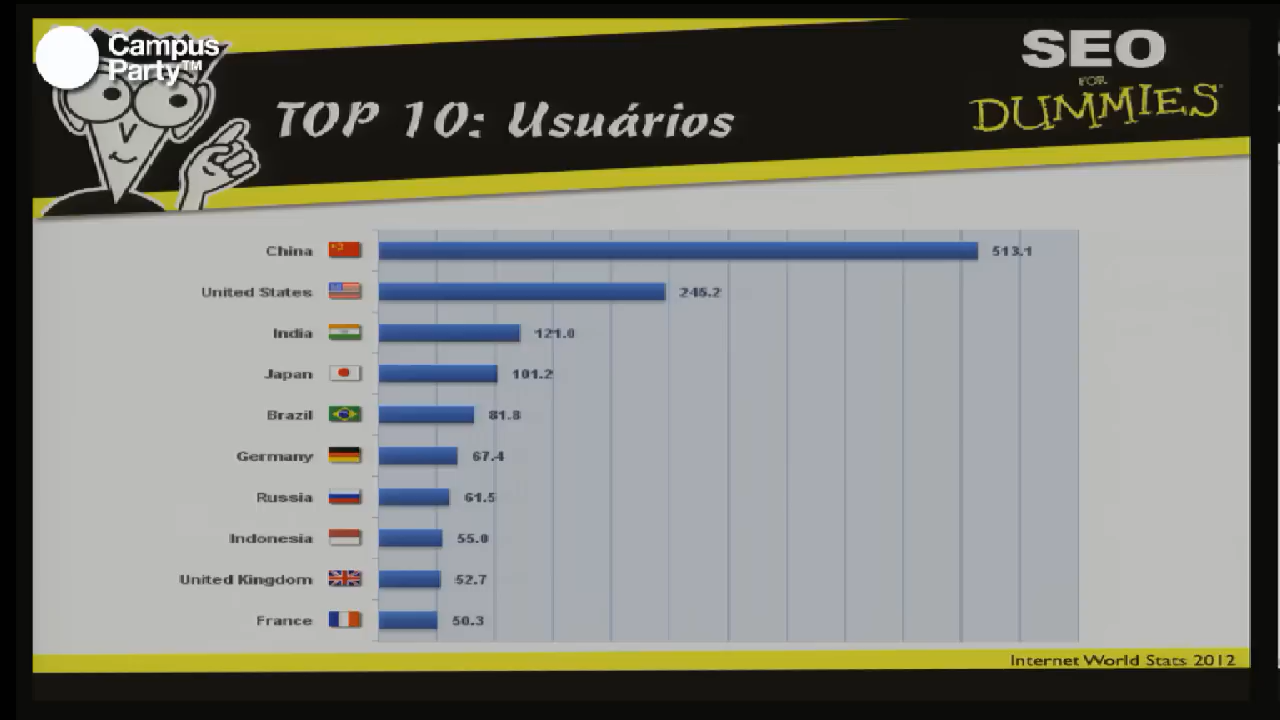 Campus
Party™
SEO
FOR
DUMMIES
TOP 10: Usuários
China 513.1
United States 245.2
India 121.0
Japan 101.2
Brazil 81.8
Germany 67.4
Russia 61.5
Indonesia 55.0
United Kingdom 52.7
France 50.3
Internet World Stats 2012